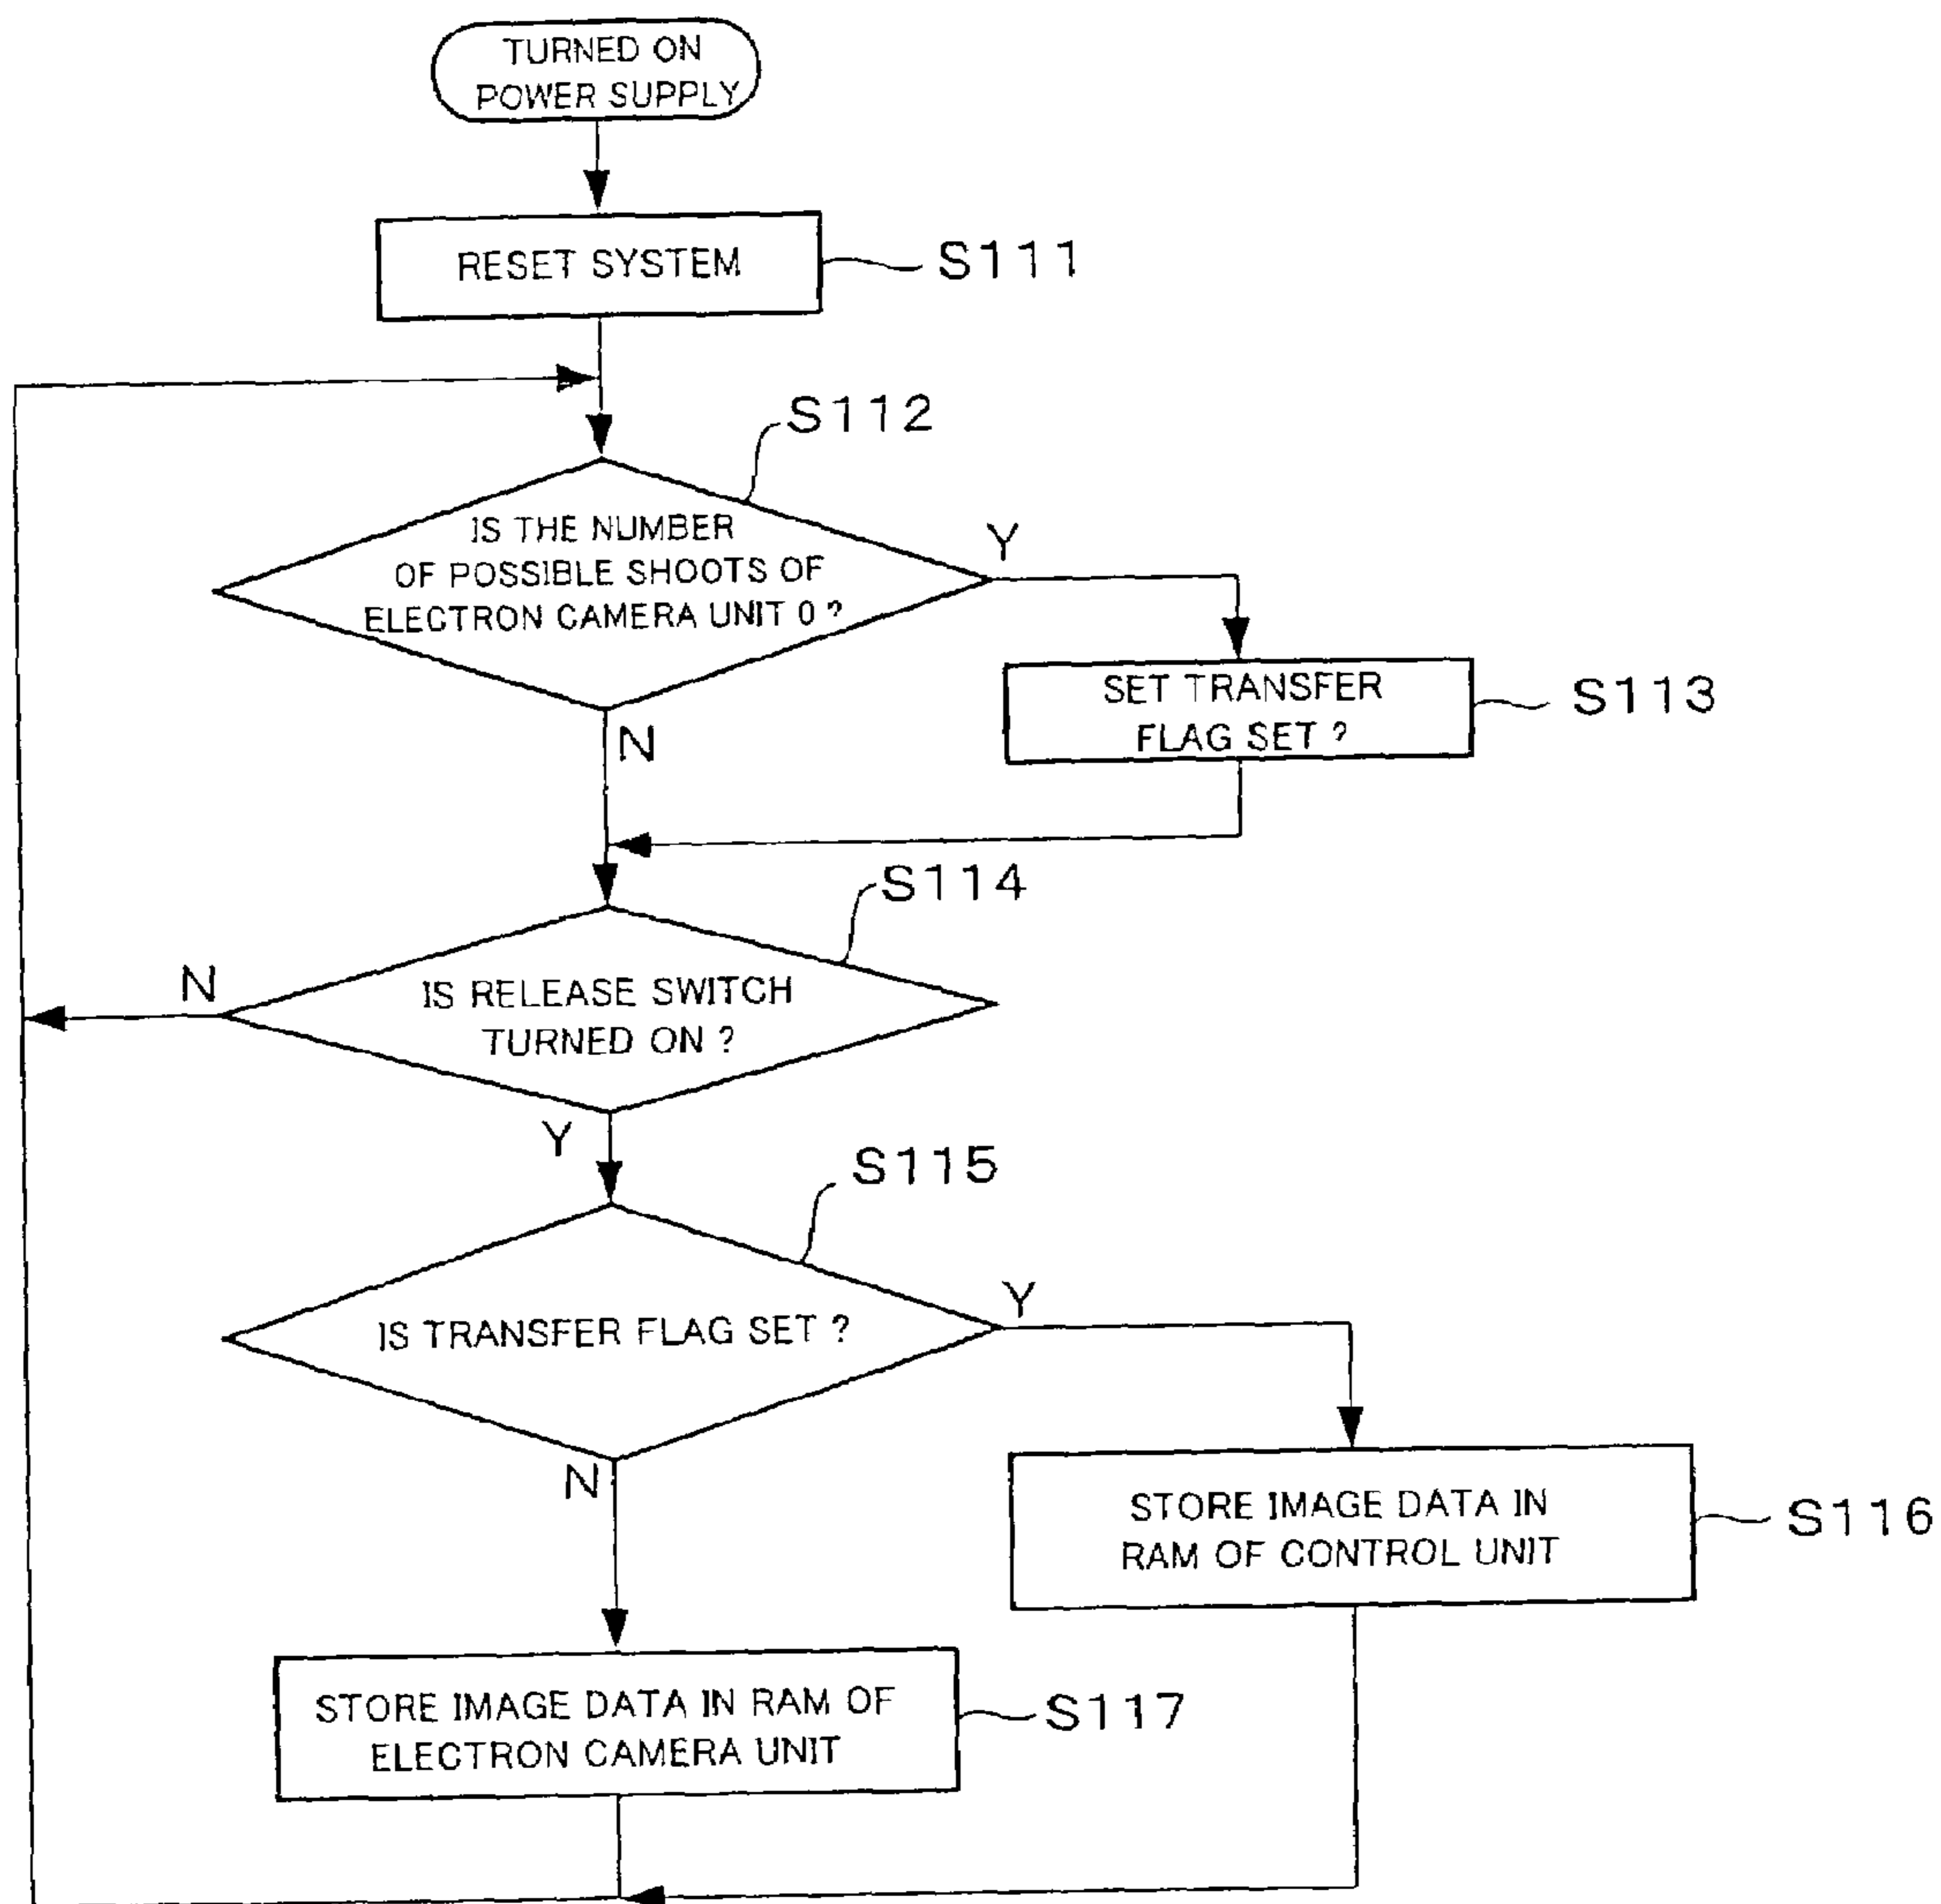 TURNED ON
POWER SUPPLY
RESET SYSTEM
S111
S112
IS THE NUMBER
OF POSSIBLE SHOOTS OF
ELECTRON CAMERA UNIT 0 ?
Y
N
SET TRANSFER
FLAG SET ?
S113
S114
IS RELEASE SWITCH
TURNED ON ?
N
Y
S115
IS TRANSFER FLAG SET ?
Y
N
STORE IMAGE DATA IN
RAM OF CONTROL UNIT
S116
STORE IMAGE DATA IN RAM OF
ELECTRON CAMERA UNIT
S117